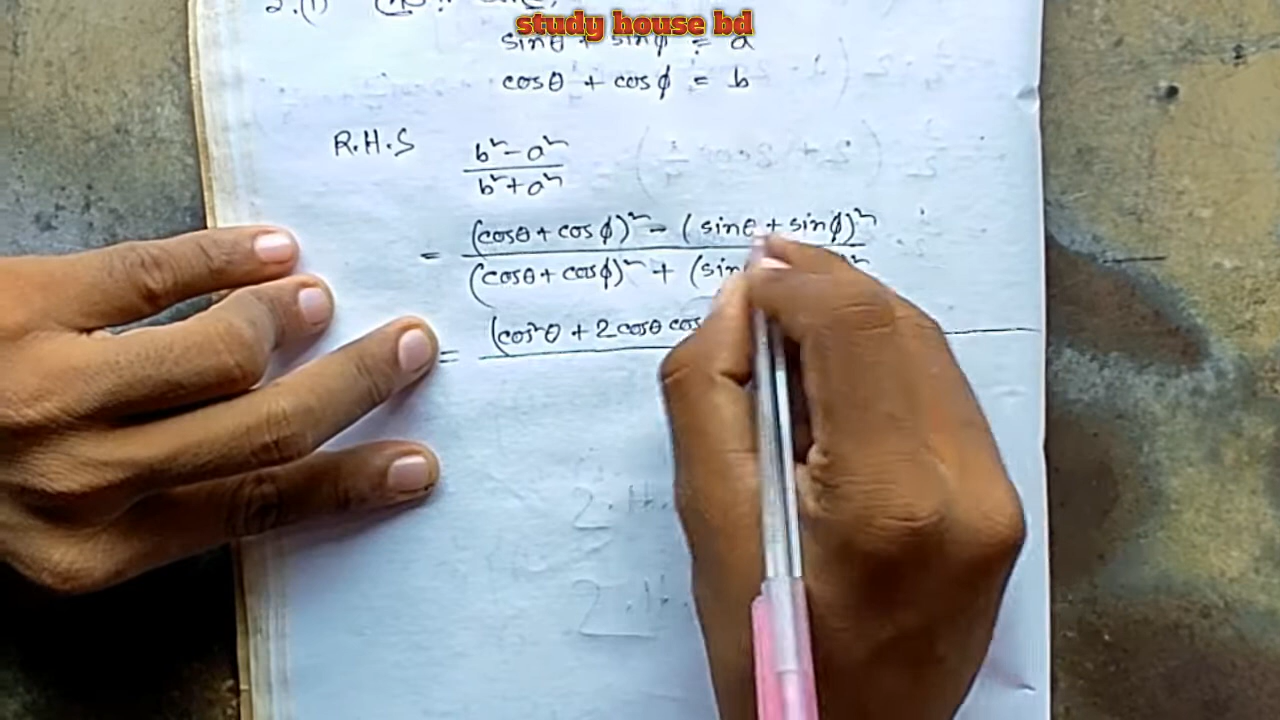 2.(i)
study house bd
sinθ + sinϕ = a
cosθ + cosϕ = b
R.H.S b² - a² / b² + a²
= (cosθ + cosϕ)² - (sinθ + sinϕ)² / (cosθ + cosϕ)² + (sin
= (cos²θ + 2cosθ cos